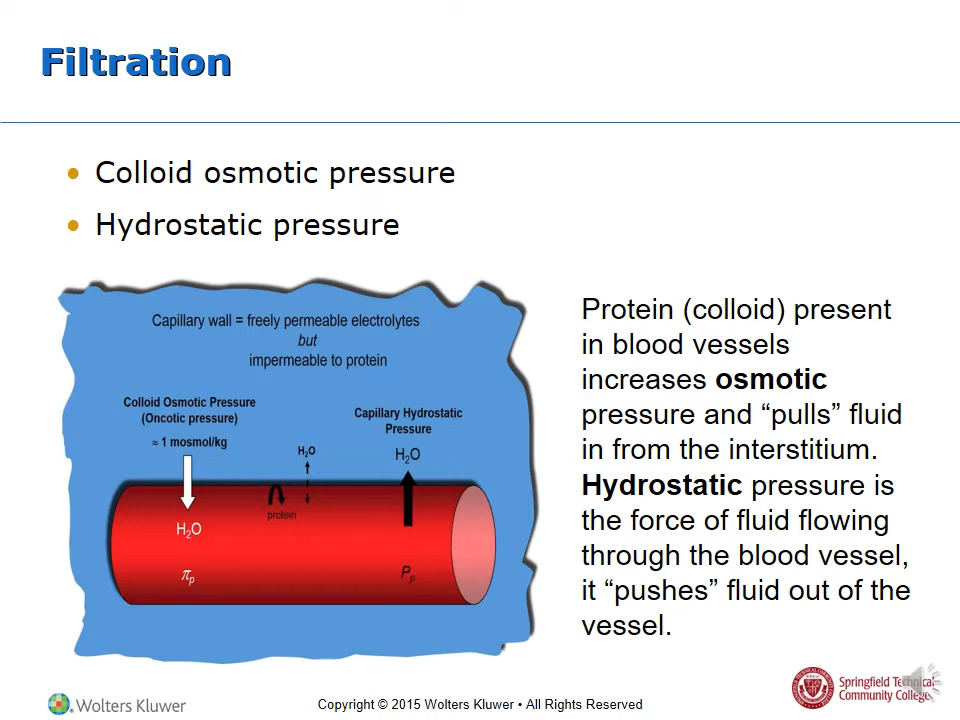 Filtration
• Colloid osmotic pressure
• Hydrostatic pressure
Capillary wall = freely permeable electrolytes
but
impermeable to protein
Colloid Osmotic Pressure
(Oncotic pressure)
≈ 1 mosmol/kg
Capillary Hydrostatic
Pressure
H₂O
H₂O
protein
H₂O
πp
Pp
Protein (colloid) present
in blood vessels
increases osmotic
pressure and “pulls” fluid
in from the interstitium.
Hydrostatic pressure is
the force of fluid flowing
through the blood vessel,
it “pushes” fluid out of the
vessel.
Wolters Kluwer
Copyright © 2015 Wolters Kluwer • All Rights Reserved
STCC
Springfield Technical
Community College